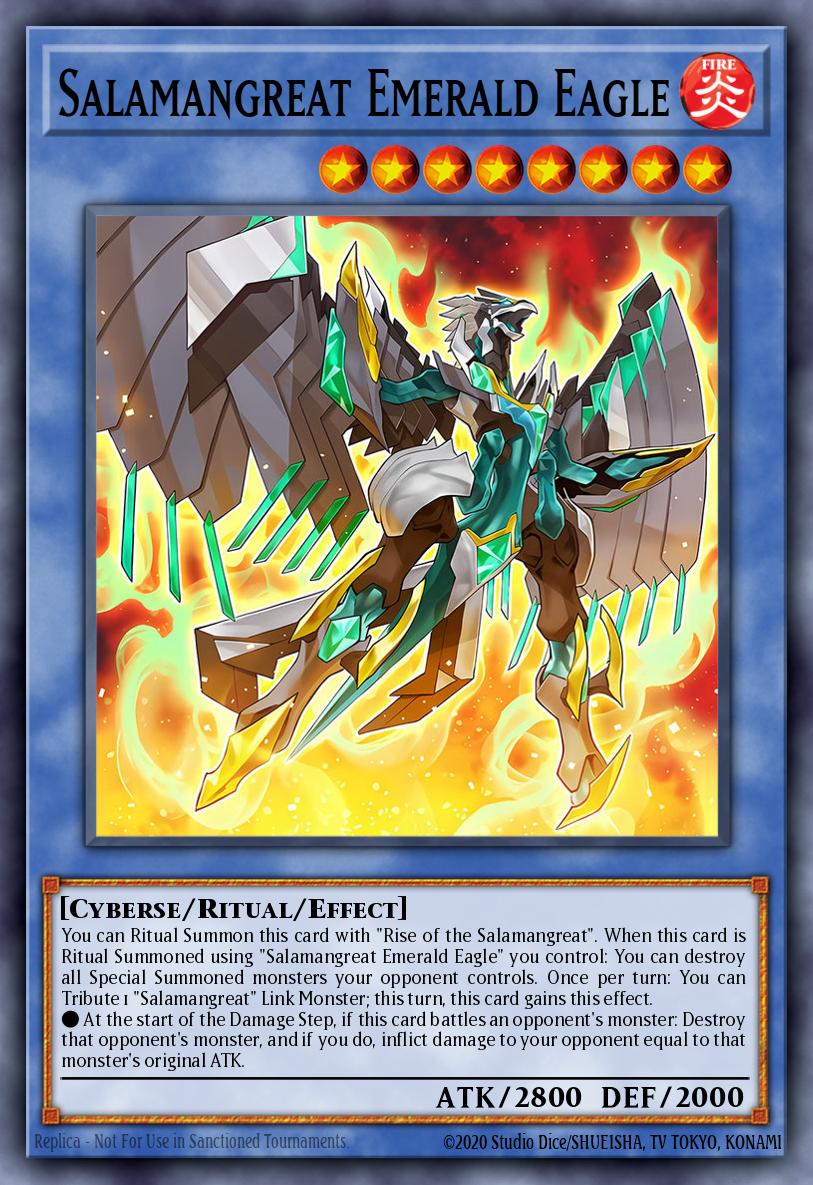 Salamangreat Emerald Eagle
FIRE
炎
[Cyberse/Ritual/Effect]
You can Ritual Summon this card with "Rise of the Salamangreat". When this card is
Ritual Summoned using "Salamangreat Emerald Eagle" you control: You can destroy
all Special Summoned monsters your opponent controls. Once per turn: You can
Tribute 1 "Salamangreat" Link Monster; this turn, this card gains this effect.
● At the start of the Damage Step, if this card battles an opponent's monster: Destroy
that opponent's monster, and if you do, inflict damage to your opponent equal to that
monster's original ATK.
ATK/2800 DEF/2000
Replica - Not For Use in Sanctioned Tournaments.
©2020 Studio Dice/SHUEISHA, TV TOKYO, KONAMI